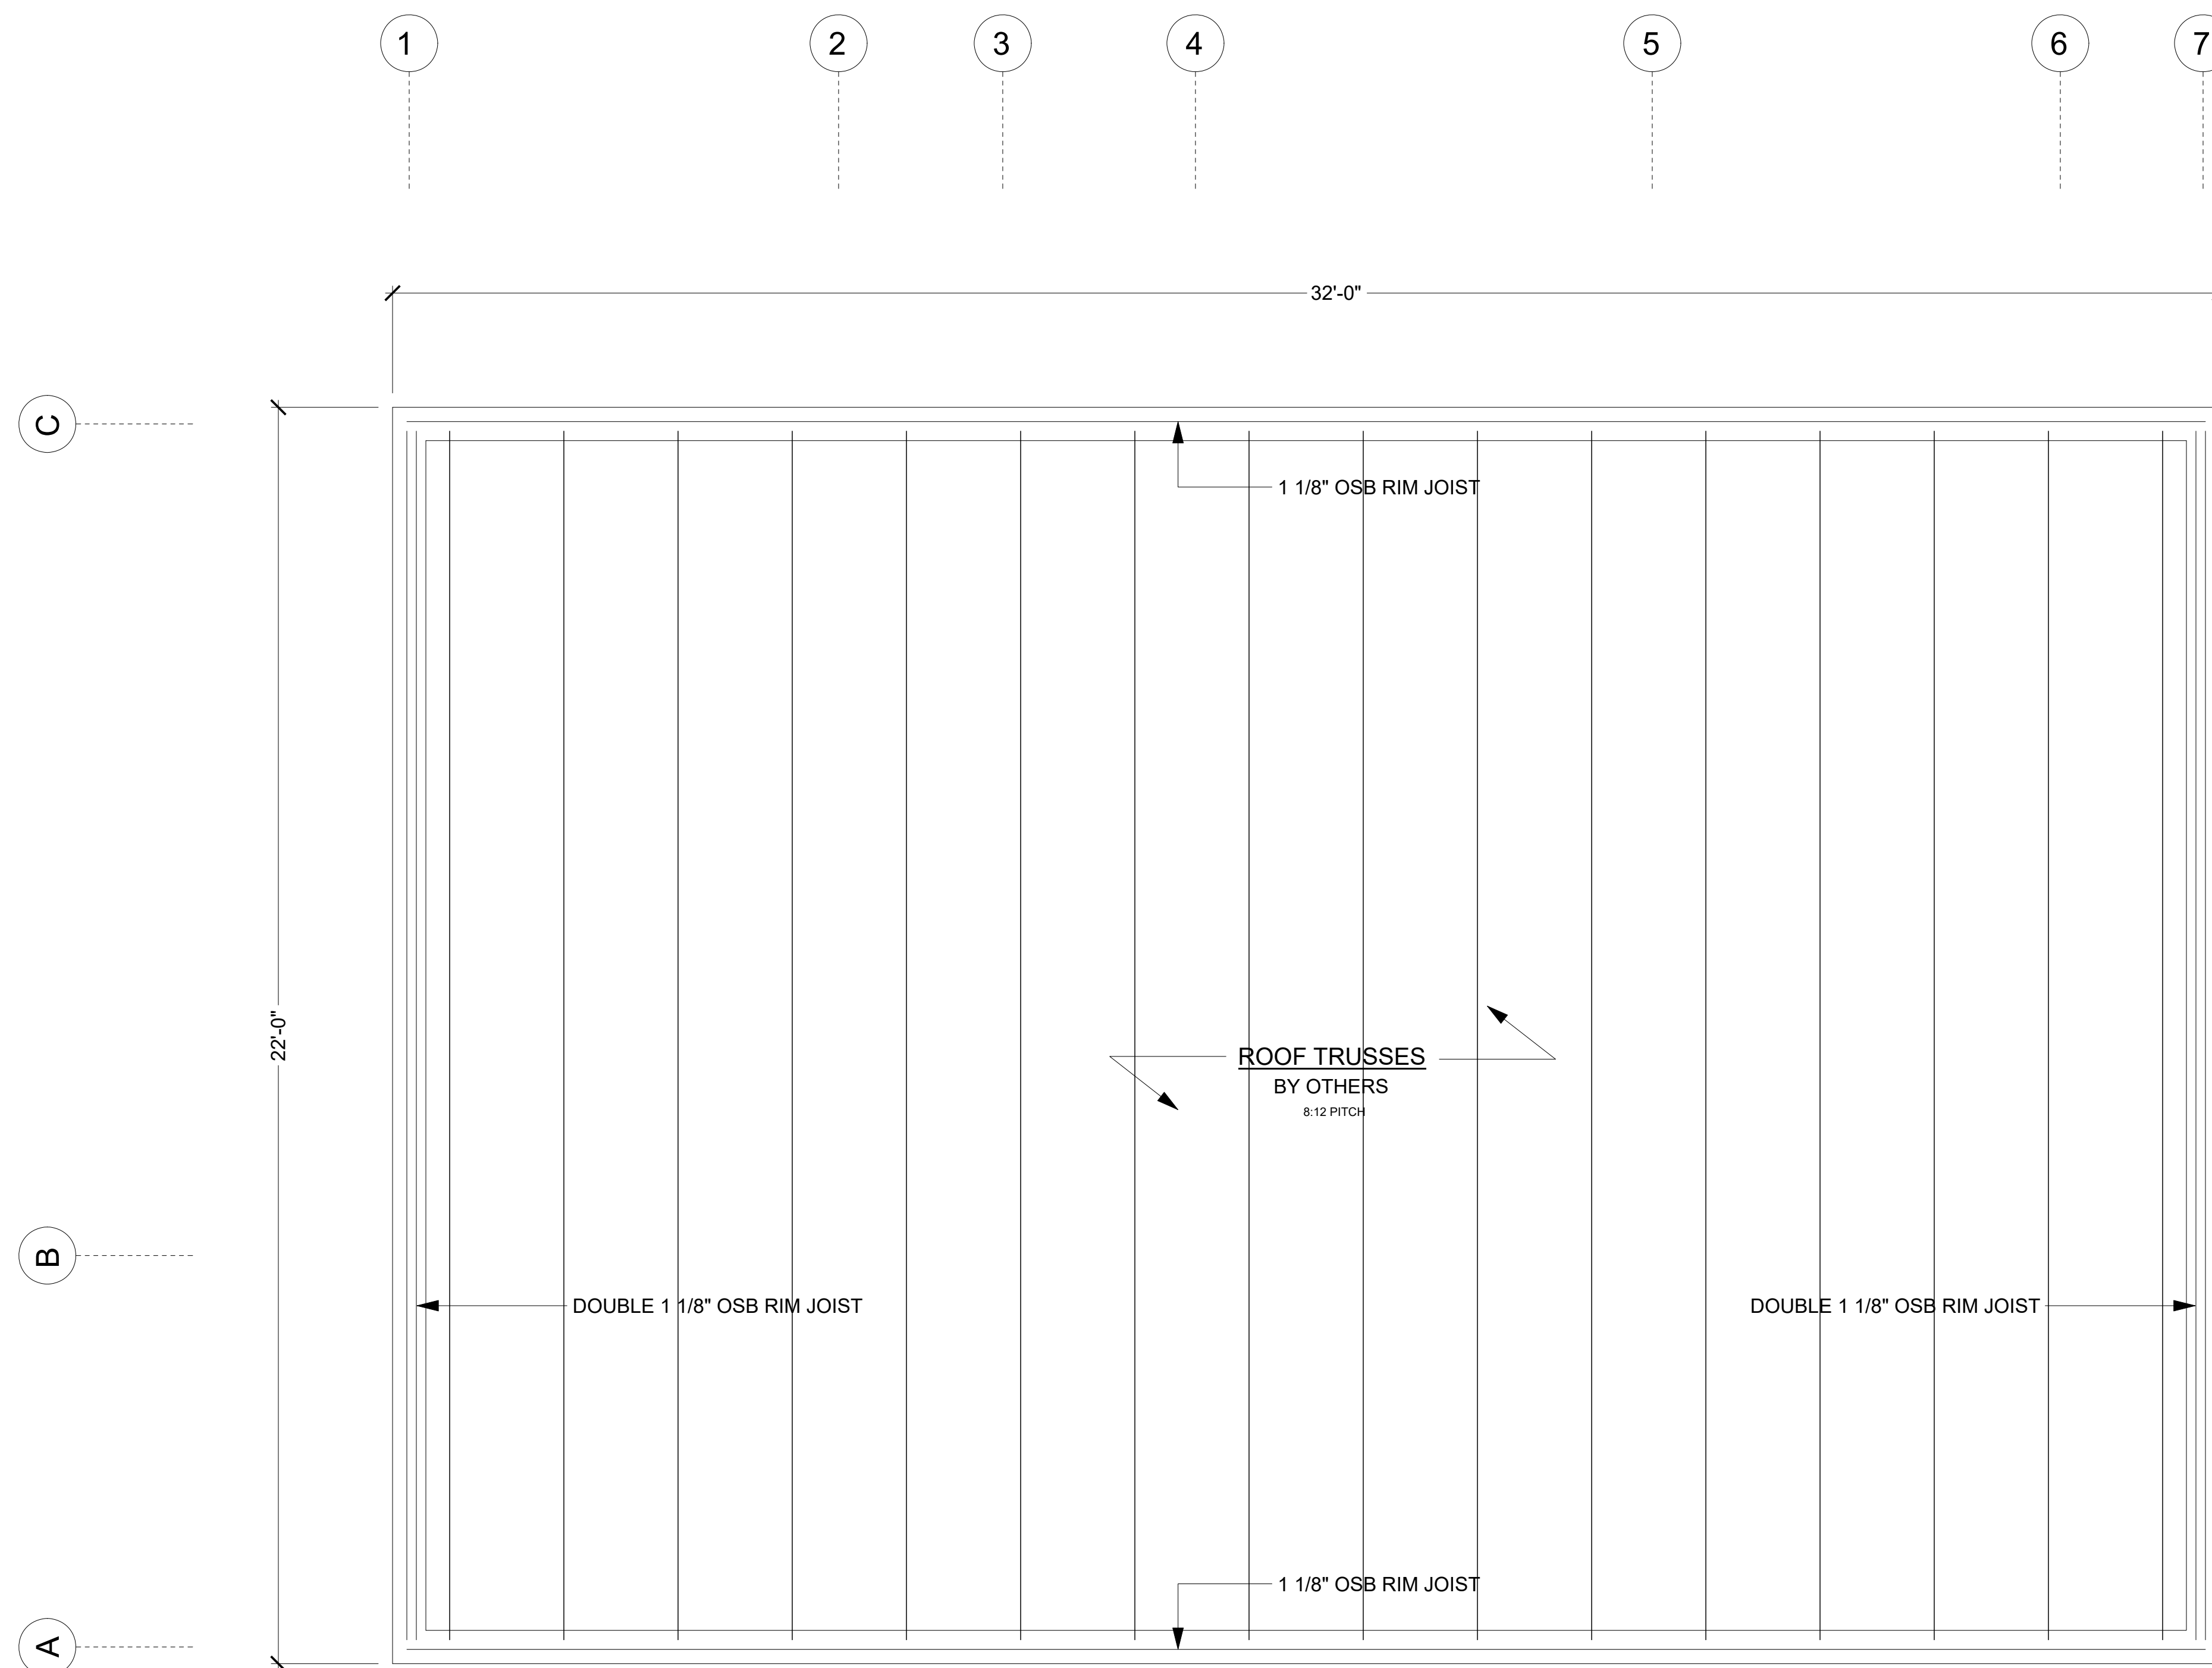 1 2 3 4 5 6 7
32'-0"
C
1 1/8" OSB RIM JOIST
22'-0"
ROOF TRUSSES
BY OTHERS
8:12 PITCH
B
DOUBLE 1 1/8" OSB RIM JOIST
DOUBLE 1 1/8" OSB RIM JOIST
1 1/8" OSB RIM JOIST
A